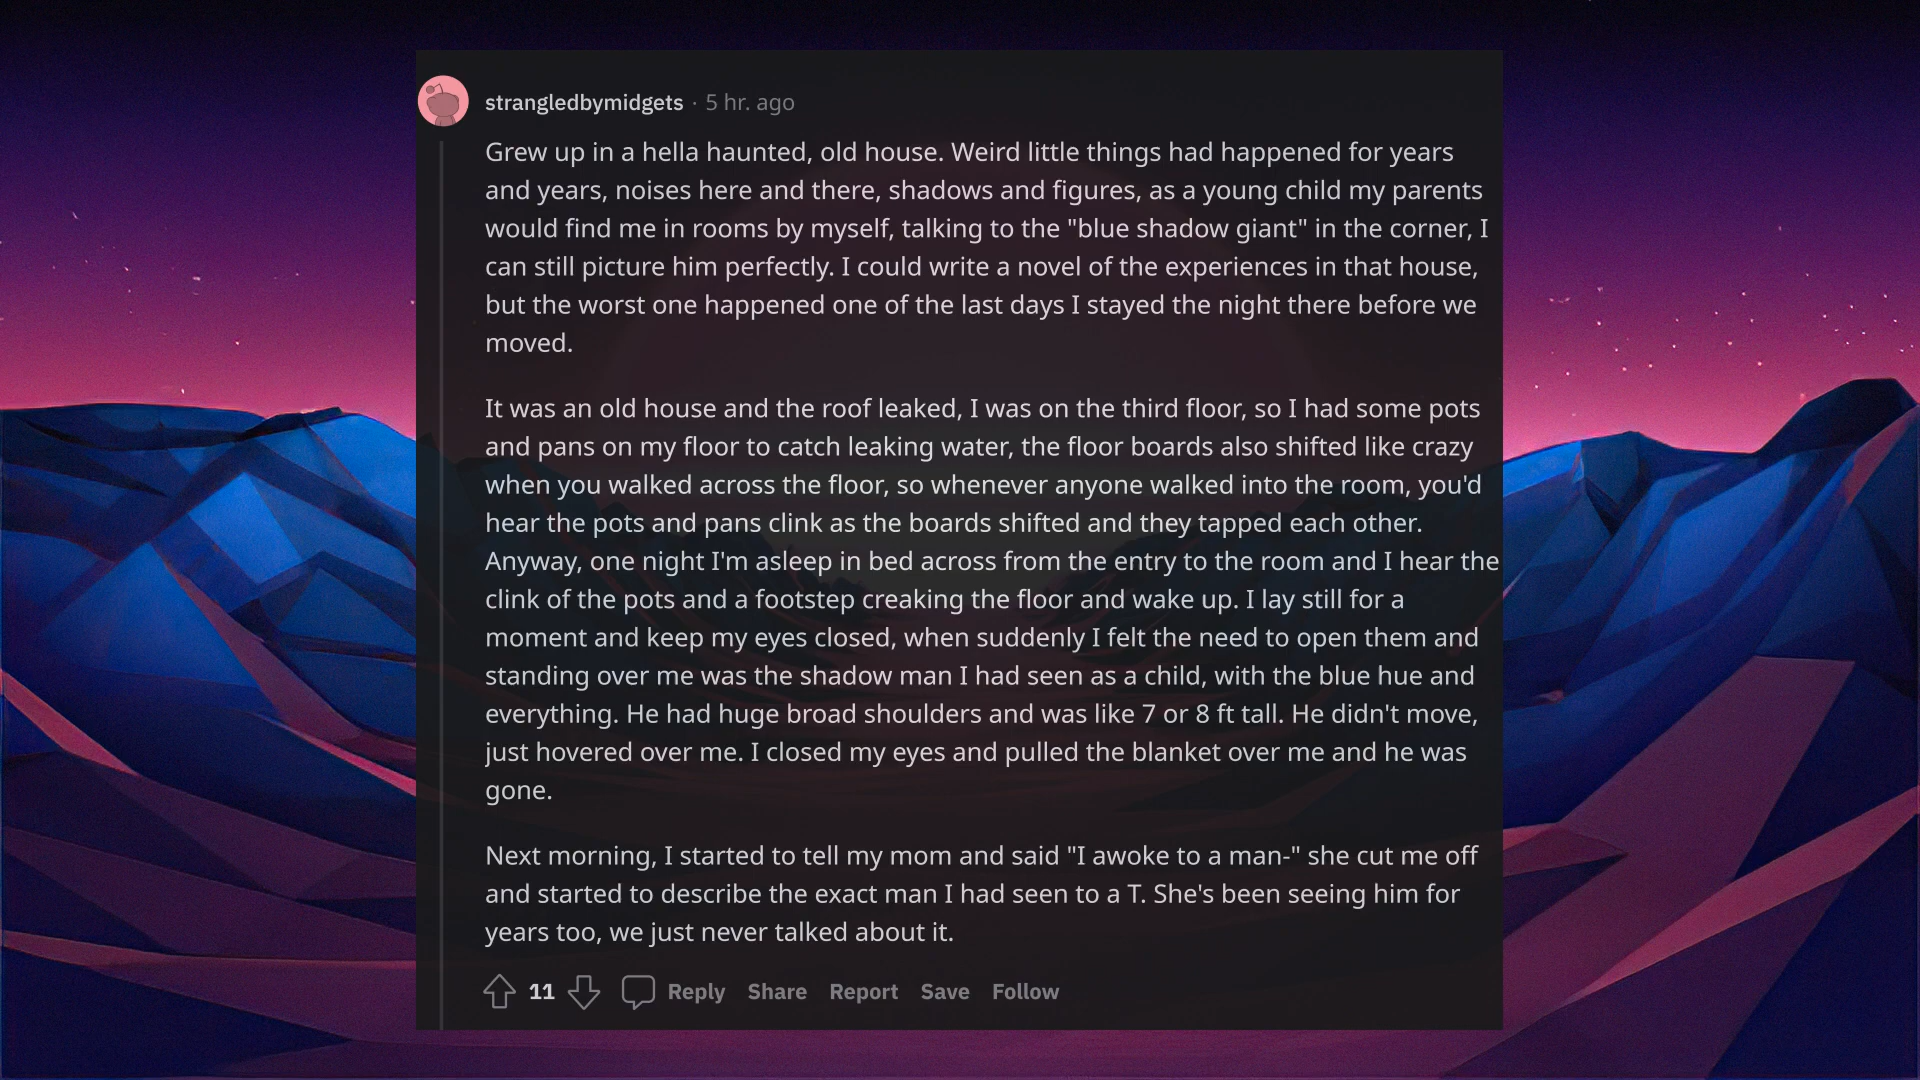 strangledbymidgets · 5 hr. ago
Grew up in a hella haunted, old house. Weird little things had happened for years
and years, noises here and there, shadows and figures, as a young child my parents
would find me in rooms by myself, talking to the "blue shadow giant" in the corner, I
can still picture him perfectly. I could write a novel of the experiences in that house,
but the worst one happened one of the last days I stayed the night there before we
moved.
It was an old house and the roof leaked, I was on the third floor, so I had some pots
and pans on my floor to catch leaking water, the floor boards also shifted like crazy
when you walked across the floor, so whenever anyone walked into the room, you'd
hear the pots and pans clink as the boards shifted and they tapped each other.
Anyway, one night I'm asleep in bed across from the entry to the room and I hear the
clink of the pots and a footstep creaking the floor and wake up. I lay still for a
moment and keep my eyes closed, when suddenly I felt the need to open them and
standing over me was the shadow man I had seen as a child, with the blue hue and
everything. He had huge broad shoulders and was like 7 or 8 ft tall. He didn't move,
just hovered over me. I closed my eyes and pulled the blanket over me and he was
gone.
Next morning, I started to tell my mom and said "I awoke to a man-" she cut me off
and started to describe the exact man I had seen to a T. She's been seeing him for
years too, we just never talked about it.
11 Reply Share Report Save Follow